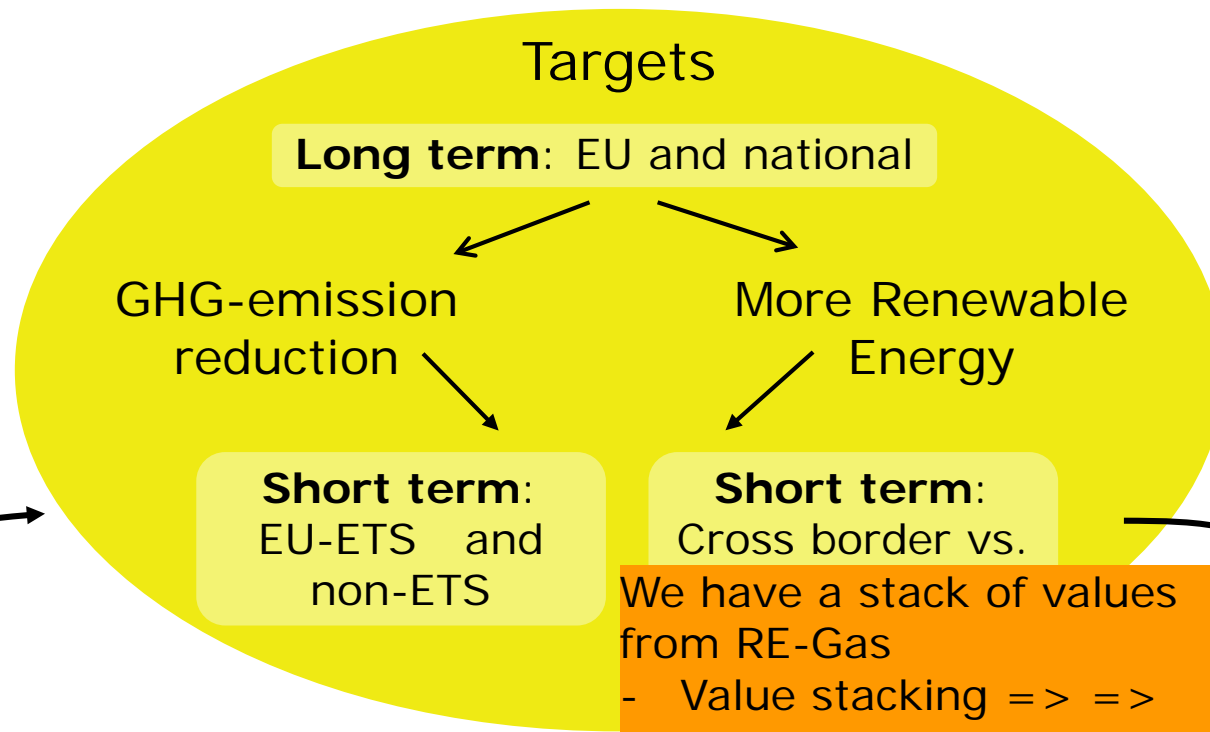 Targets
Long term: EU and national
GHG-emission
reduction
More Renewable
Energy
Short term:
EU-ETS and
non-ETS
Short term:
Cross border vs.
We have a stack of values
from RE-Gas
- Value stacking => =>